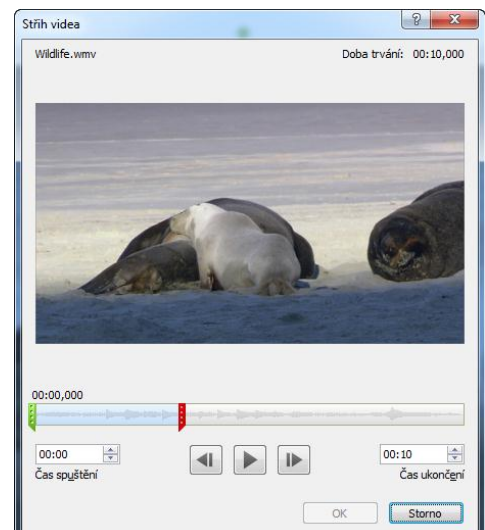 Střih videa
Wildlife.wmv Doba trvání: 00:10,000
00:00,000
00:00 00:10
Čas spuštění Čas ukončení
OK Storno